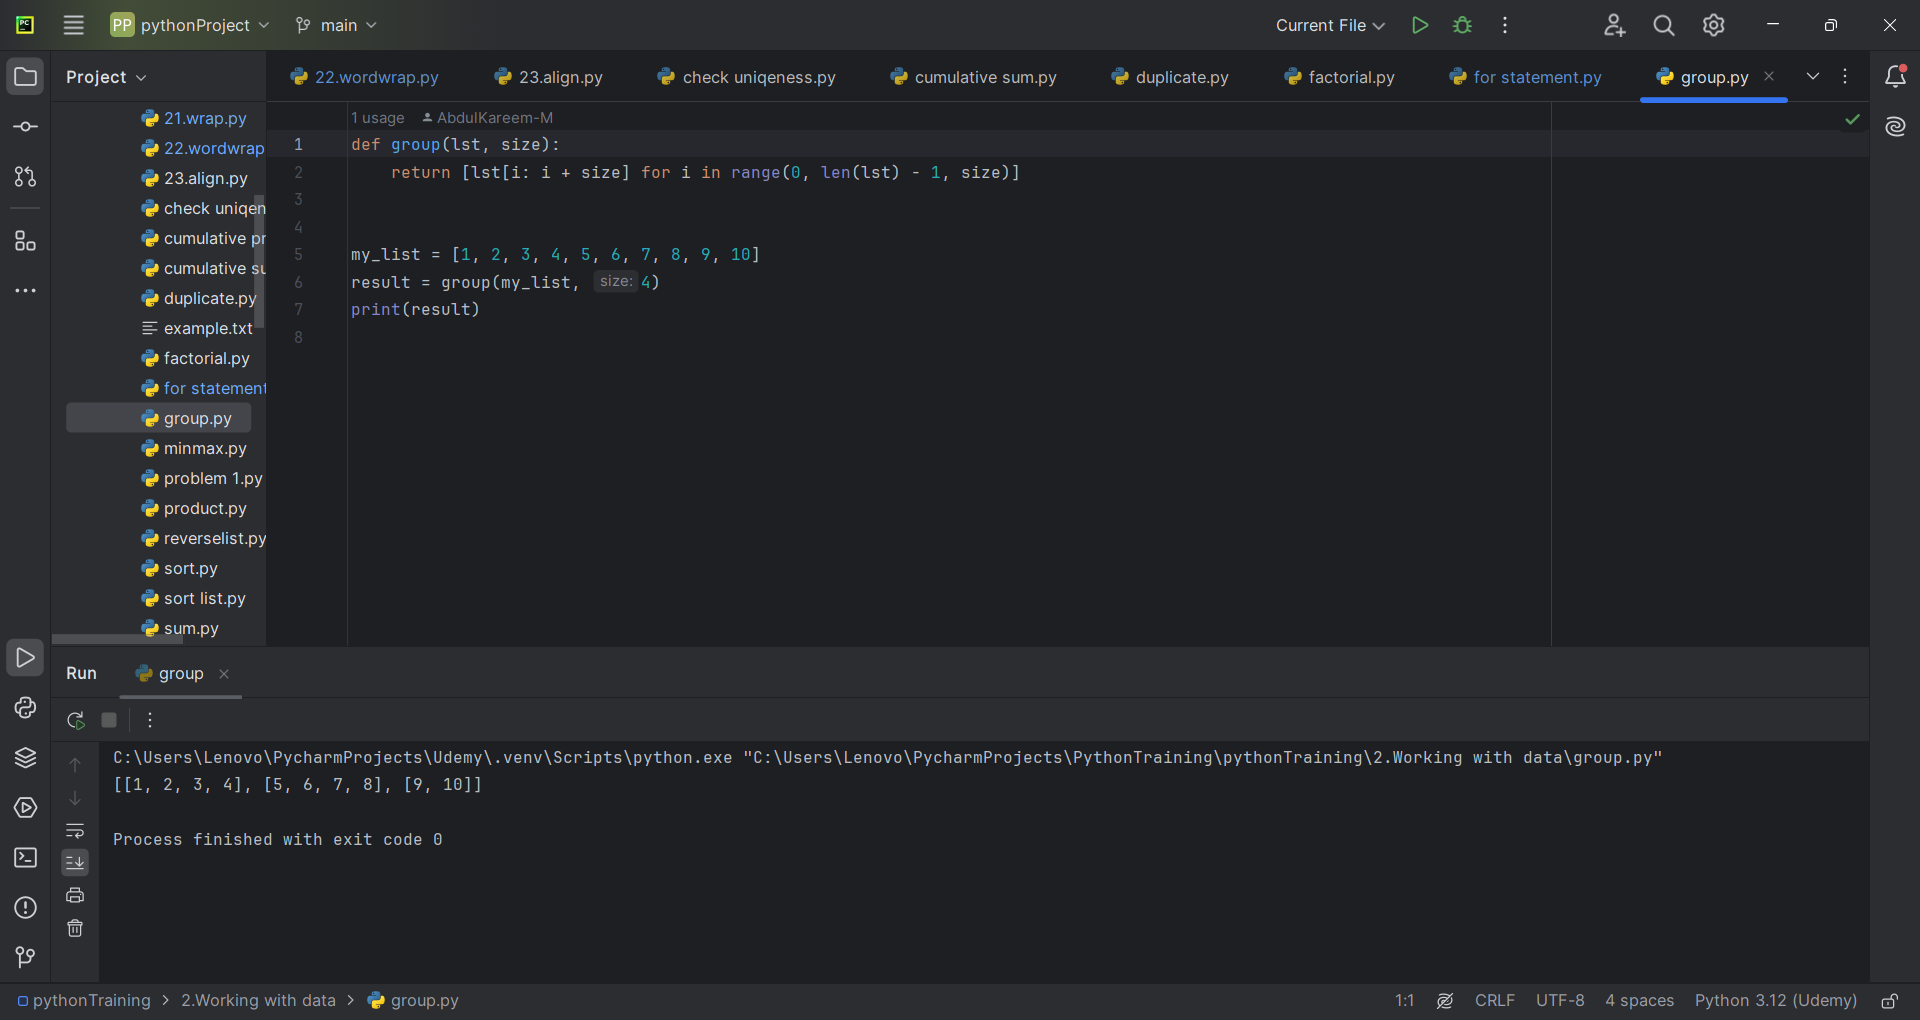 PC
PP pythonProject
main
Current File
Project
22.wordwrap.py
23.align.py
check uniqeness.py
cumulative sum.py
duplicate.py
factorial.py
for statement.py
group.py
21.wrap.py
22.wordwrap
23.align.py
check uniqen
cumulative pr
cumulative su
duplicate.py
example.txt
factorial.py
for statement
group.py
minmax.py
problem 1.py
product.py
reverselist.py
sort.py
sort list.py
sum.py
1 usage AbdulKareem-M
1 def group(lst, size):
2     return [lst[i: i + size] for i in range(0, len(lst) - 1, size)]
3
4
5 my_list = [1, 2, 3, 4, 5, 6, 7, 8, 9, 10]
6 result = group(my_list, size: 4)
7 print(result)
8
Run
group
C:\Users\Lenovo\PycharmProjects\Udemy\.venv\Scripts\python.exe "C:\Users\Lenovo\PycharmProjects\PythonTraining\pythonTraining\2.Working with data\group.py"
[[1, 2, 3, 4], [5, 6, 7, 8], [9, 10]]
Process finished with exit code 0
pythonTraining > 2.Working with data > group.py
1:1
CRLF
UTF-8
4 spaces
Python 3.12 (Udemy)